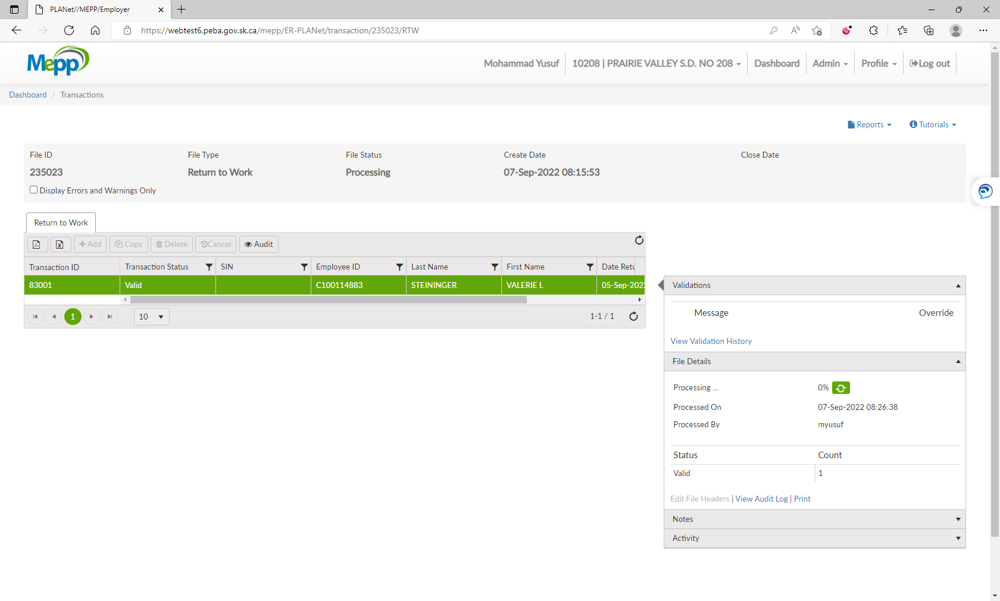 PLANet//MEPP/Employer
https://webtest6.peba.gov.sk.ca/mepp/ER-PLANet/transaction/235023/RTW
Mepp
Mohammad Yusuf
10208 | PRAIRIE VALLEY S.D. NO 208
Dashboard
Admin
Profile
Log out
Dashboard / Transactions
Reports
Tutorials
File ID
File Type
File Status
Create Date
Close Date
235023
Return to Work
Processing
07-Sep-2022 08:15:53
Display Errors and Warnings Only
Return to Work
Add
Copy
Delete
Cancel
Audit
Transaction ID
Transaction Status
SIN
Employee ID
Last Name
First Name
Date Retu
83001
Valid
C100114883
STEININGER
VALERIE L
05-Sep-2022
1
10
1-1 / 1
Validations
Message
Override
View Validation History
File Details
Processing ...
0%
Processed On
07-Sep-2022 08:26:38
Processed By
myusuf
Status
Count
Valid
1
Edit File Headers | View Audit Log | Print
Notes
Activity